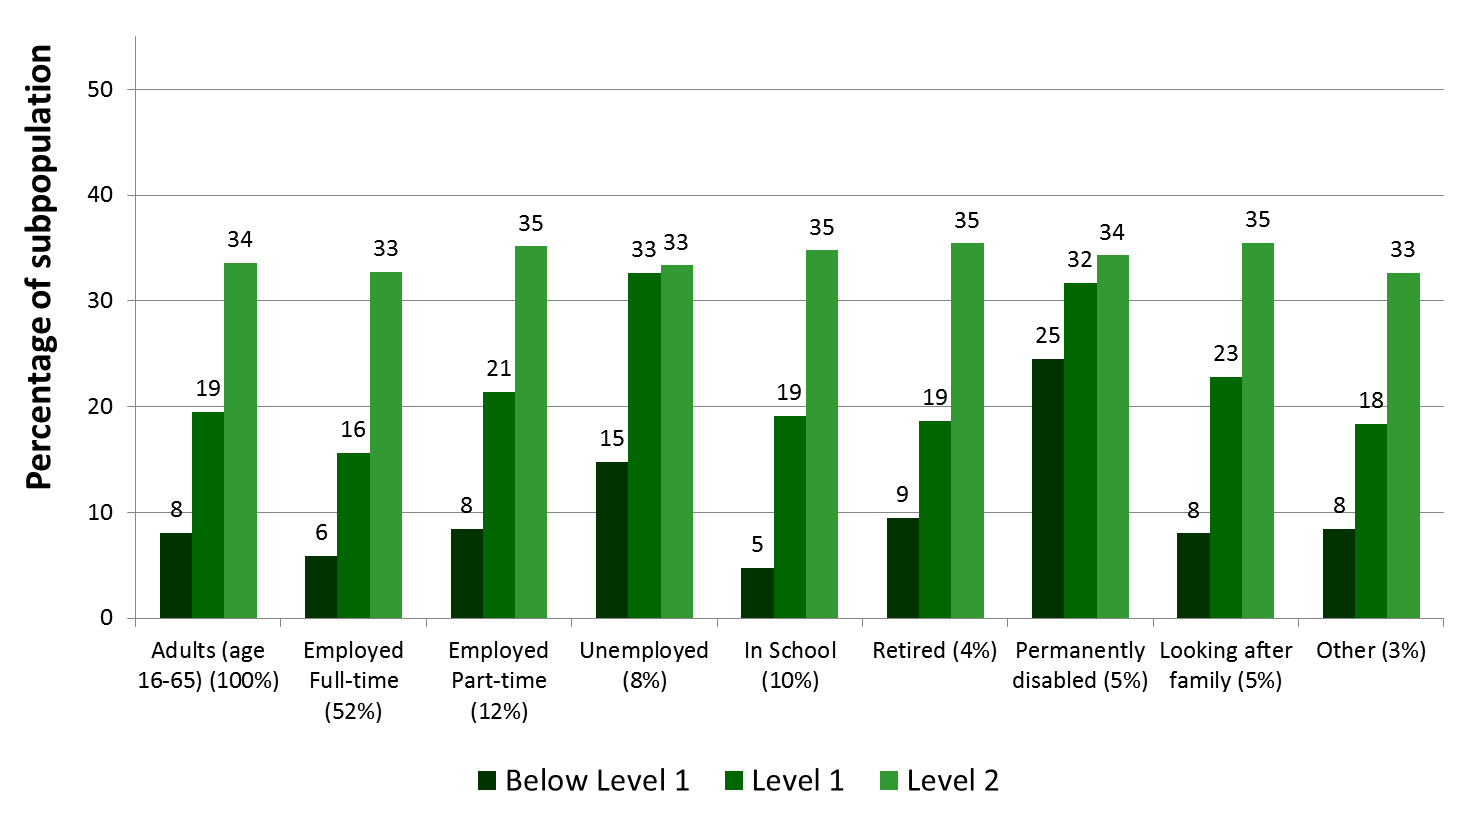 Percentage of subpopulation
50
40
30
20
10
0
8
19
34
6
16
33
8
21
35
15
33
33
5
19
35
9
19
35
25
32
34
8
23
35
8
18
33
Adults (age
16-65) (100%)
Employed
Full-time
(52%)
Employed
Part-time
(12%)
Unemployed
(8%)
In School
(10%)
Retired (4%)
Permanently
disabled (5%)
Looking after
family (5%)
Other (3%)
Below Level 1
Level 1
Level 2